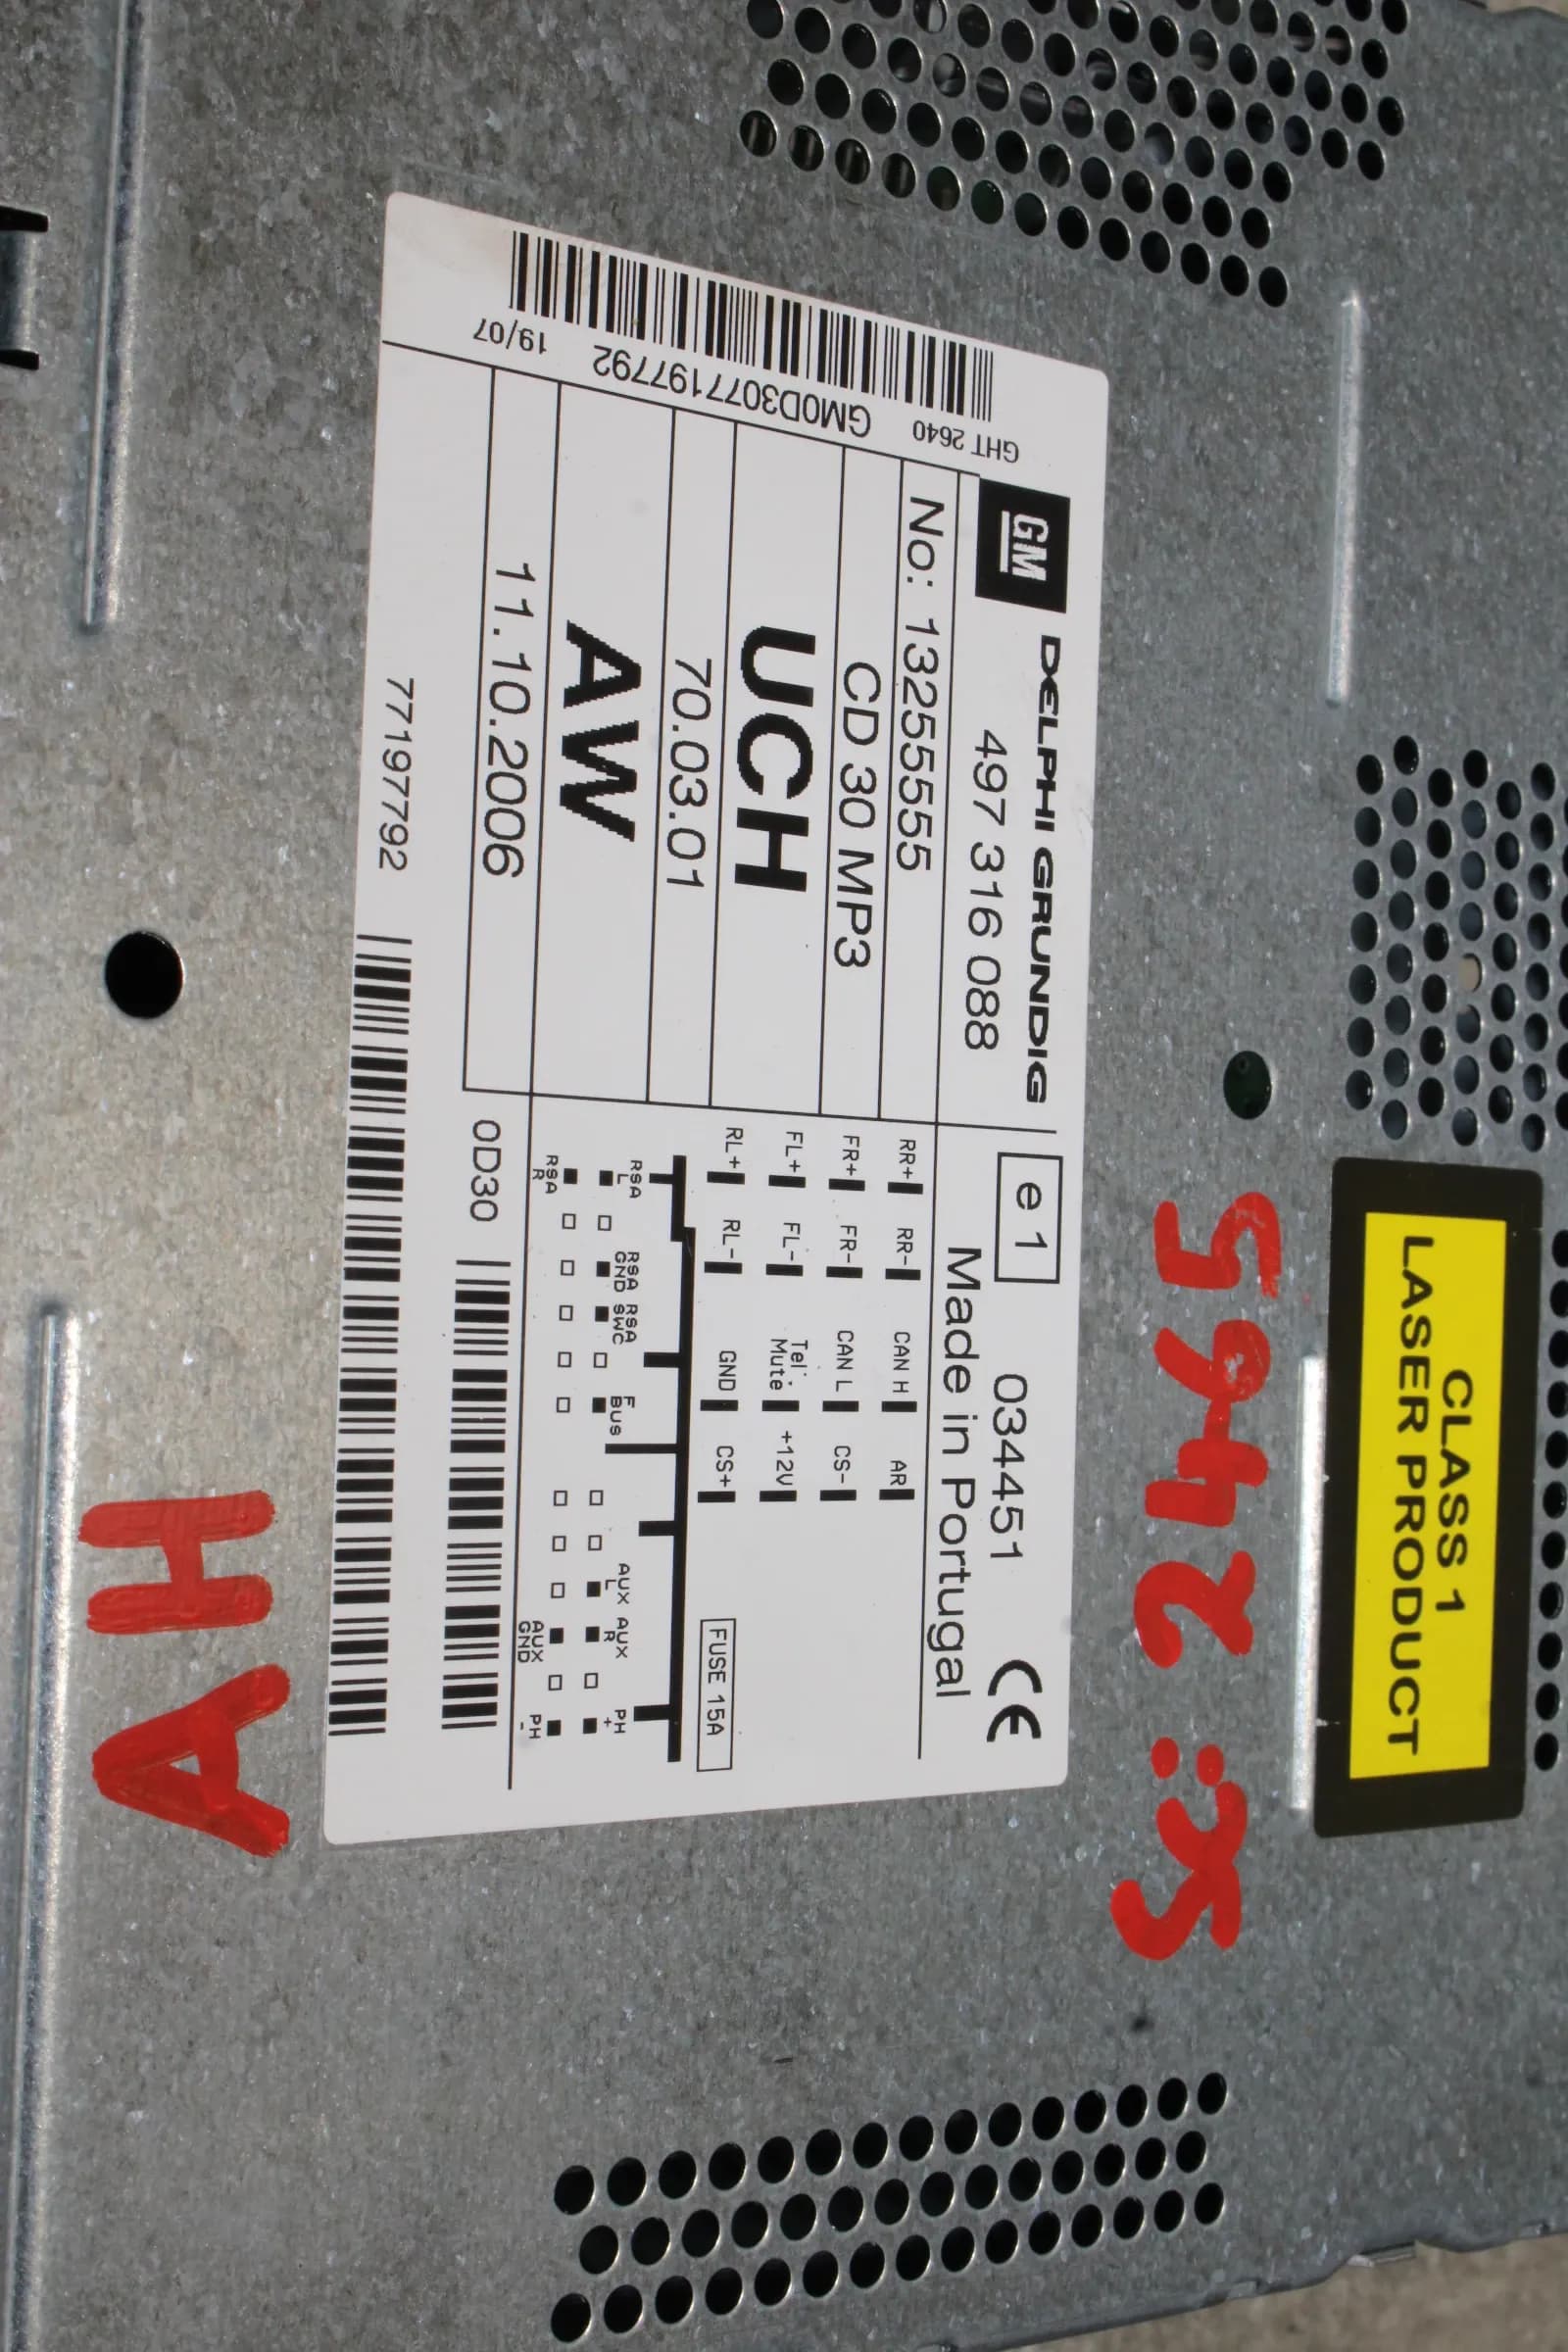 GHT 2640
GM0D3077197792
19/07
GM
DELPHI GRUNDIG
497 316 088
No: 13255555
CD 30 MP3
UCH
70.03.01
AW
11.10.2006
e1
034451
CE
Made in Portugal
RR+ RR- CAN H AR
FR+ FR- CAN L CS-
FL+ FL- Tel. Mute +12V
RL+ RL- GND CS+
FUSE 15A
RSA L RSA GND RSA SWC F BUS AUX L AUX R PH +
RSA R AUX GND PH -
0D30
77197792
CLASS 1
LASER PRODUCT
SC: 2465
AH